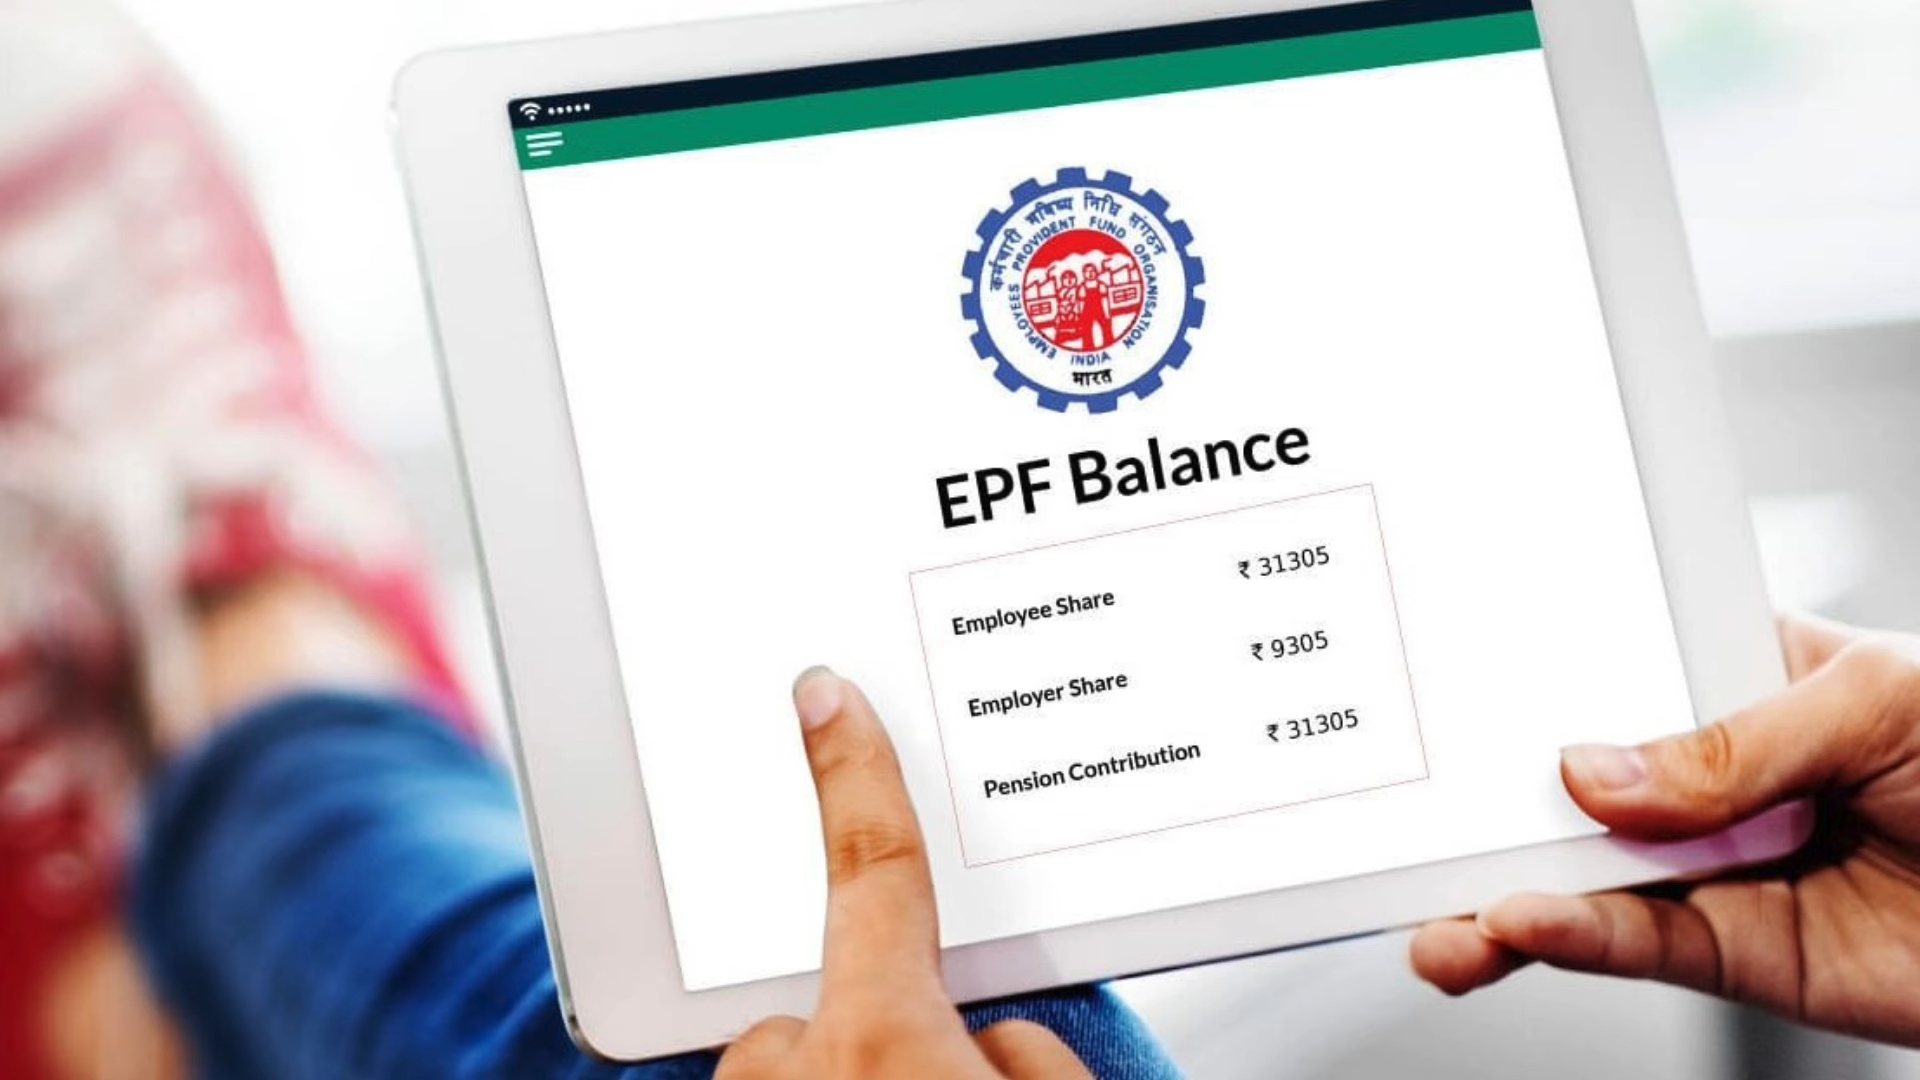 कर्मचारी भविष्य निधि संगठन
EMPLOYEES PROVIDENT FUND ORGANISATION
INDIA
भारत
EPF Balance
Employee Share ₹ 31305
Employer Share ₹ 9305
Pension Contribution ₹ 31305